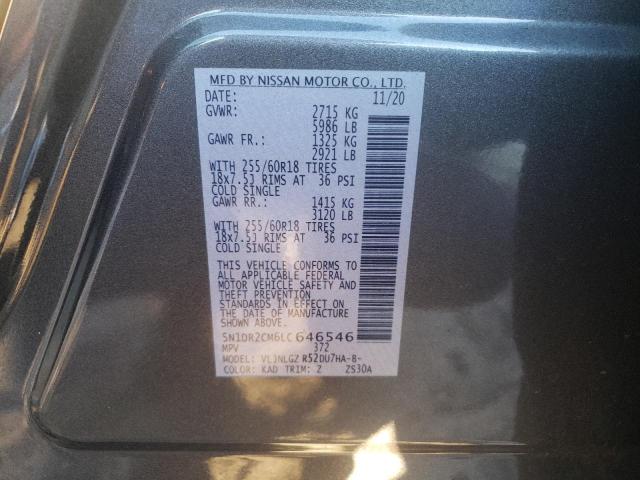 MFD BY NISSAN MOTOR CO., LTD.
DATE: 11/20
GVWR: 2715 KG
5986 LB
GAWR FR.: 1325 KG
2921 LB
WITH 255/60R18 TIRES
18x7.5J RIMS AT 36 PSI
COLD SINGLE
GAWR RR.: 1415 KG
3120 LB
WITH 255/60R18 TIRES
18x7.5J RIMS AT 36 PSI
COLD SINGLE
THIS VEHICLE CONFORMS TO
ALL APPLICABLE FEDERAL
MOTOR VEHICLE SAFETY AND
THEFT PREVENTION
STANDARDS IN EFFECT ON
THE DATE OF MANUFACTURE
SHOWN ABOVE.
5N1DR2CM6LC646546
MPV 372
MODEL: VLJNLGZ R52DU7HA-8-
COLOR: KAD TRIM: Z ZS30A